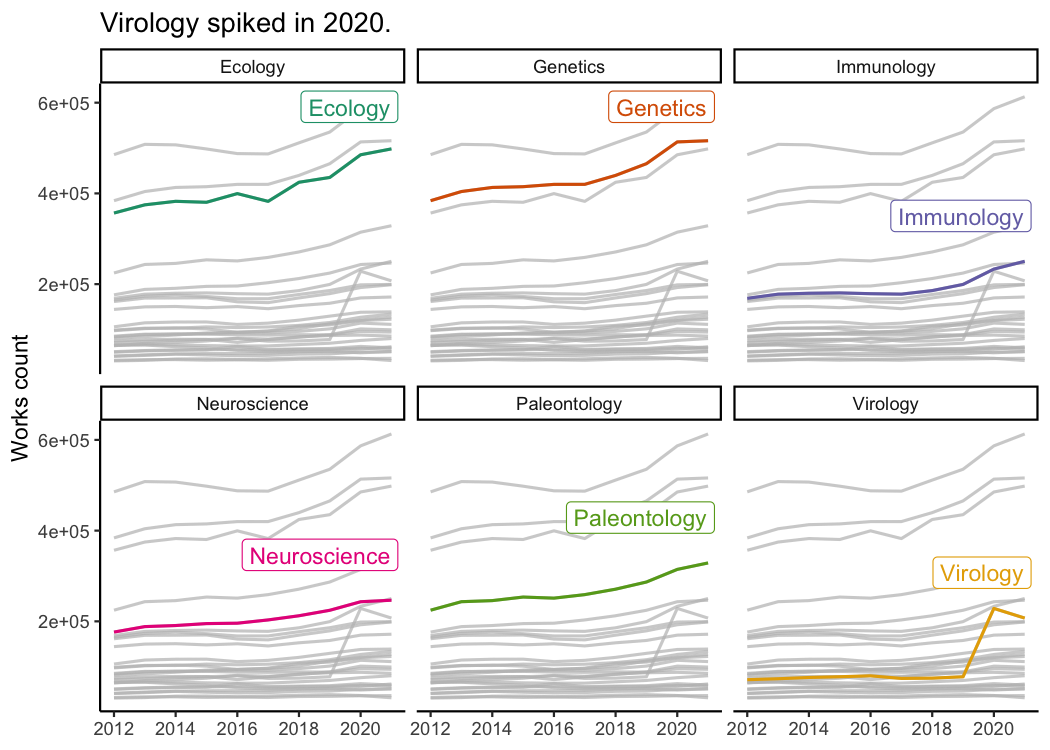 Virology spiked in 2020.
Ecology
Genetics
Immunology
6e+05
4e+05
2e+05
Ecology
Genetics
Immunology
Works count
Neuroscience
Paleontology
Virology
6e+05
4e+05
2e+05
Neuroscience
Paleontology
Virology
2012 2014 2016 2018 2020
2012 2014 2016 2018 2020
2012 2014 2016 2018 2020